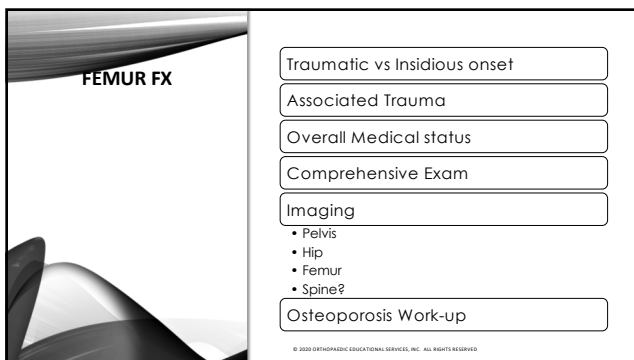 FEMUR FX
Traumatic vs Insidious onset
Associated Trauma
Overall Medical status
Comprehensive Exam
Imaging
• Pelvis
• Hip
• Femur
• Spine?
Osteoporosis Work-up
© 2020 ORTHOPAEDIC EDUCATIONAL SERVICES, INC. ALL RIGHTS RESERVED